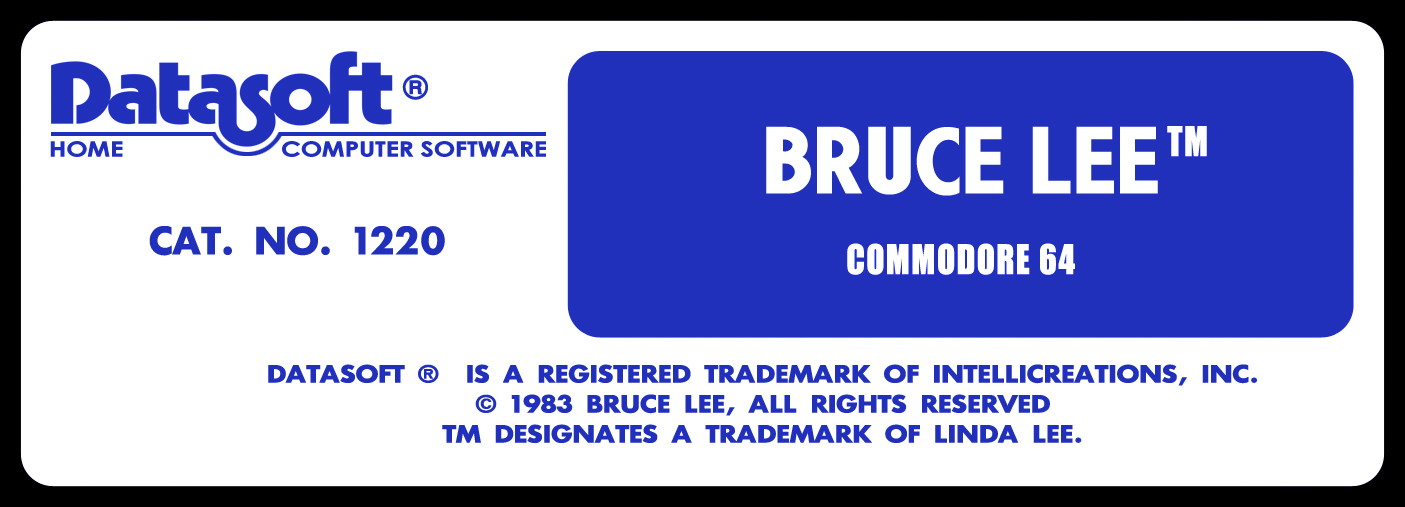 Datasoft ®
HOME COMPUTER SOFTWARE
CAT. NO. 1220
BRUCE LEE™
COMMODORE 64
DATASOFT ® IS A REGISTERED TRADEMARK OF INTELLICREATIONS, INC.
© 1983 BRUCE LEE, ALL RIGHTS RESERVED
TM DESIGNATES A TRADEMARK OF LINDA LEE.